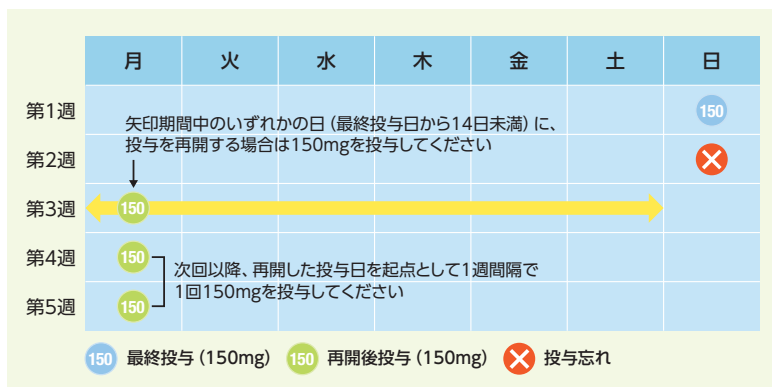 月 火 水 木 金 土 日
第1週 150
矢印期間中のいずれかの日(最終投与日から14日未満)に、
投与を再開する場合は150mgを投与してください
第2週
第3週 150
第4週 150
次回以降、再開した投与日を起点として1週間隔で
1回150mgを投与してください
第5週 150
150 最終投与(150mg) 150 再開後投与(150mg) 投与忘れ